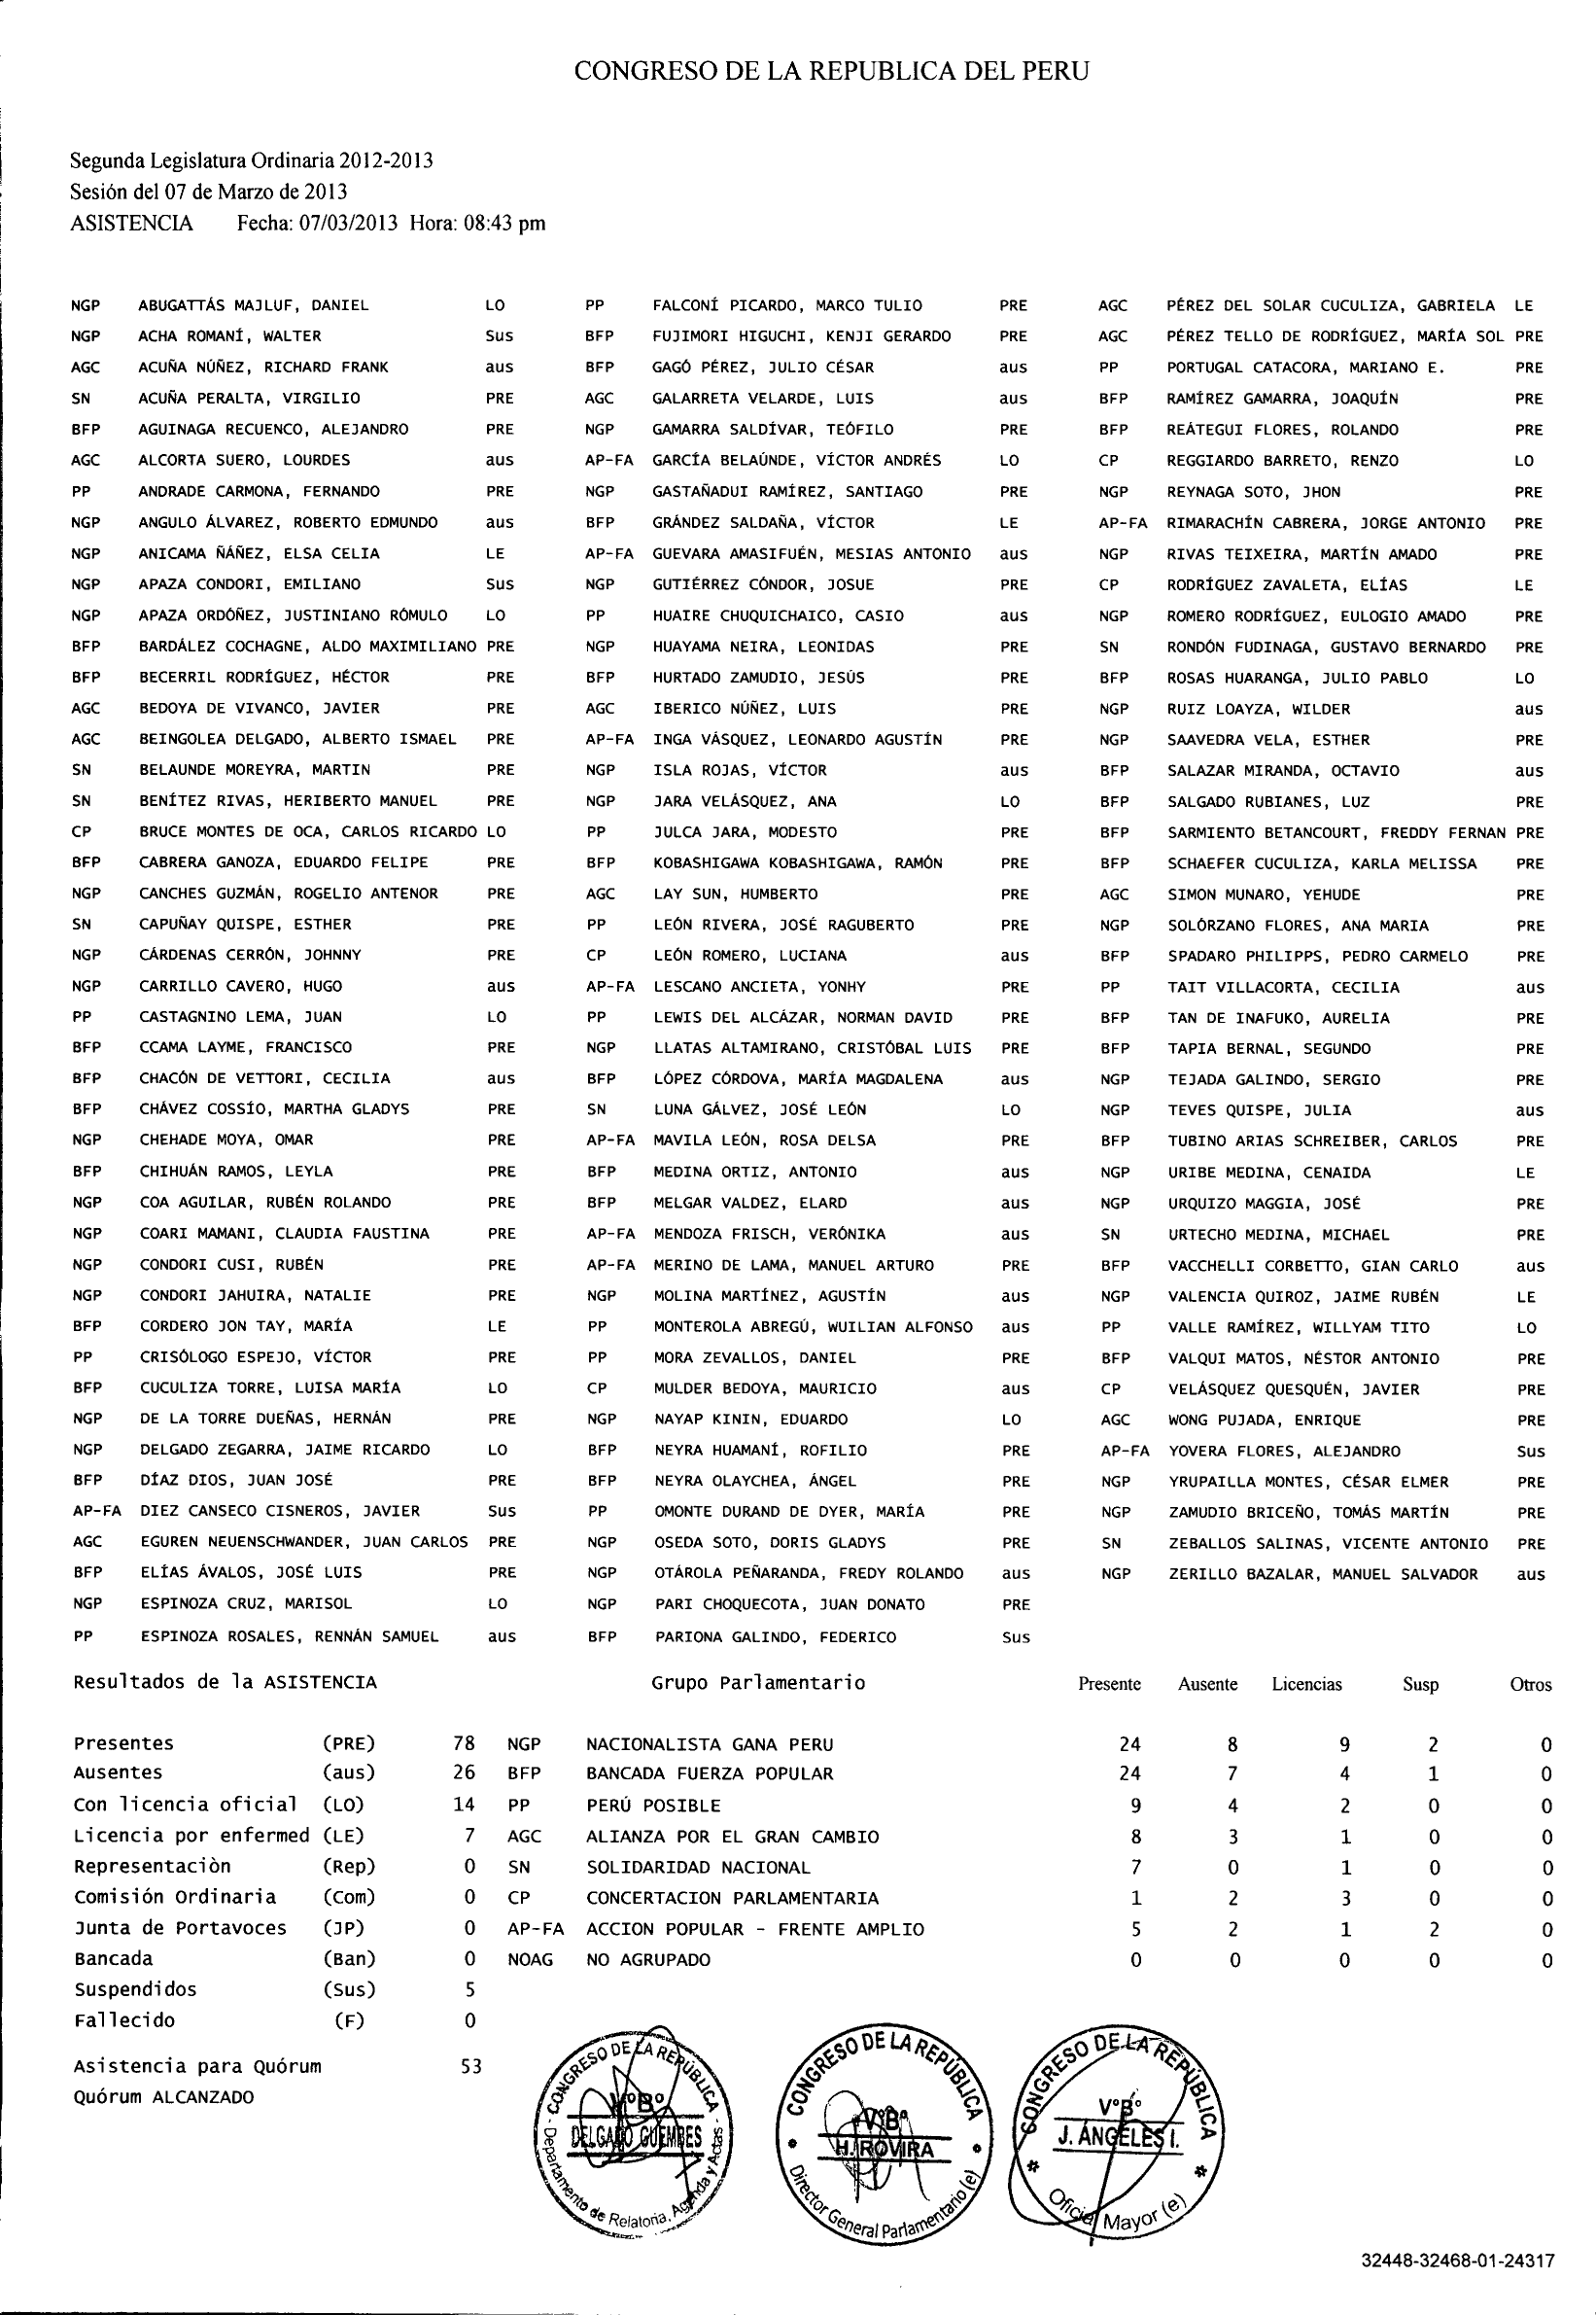 CONGRESO DE LA REPUBLICA DEL PERU
Segunda Legislatura Ordinaria 2012-2013
Sesión del 07 de Marzo de 2013
ASISTENCIA Fecha: 07/03/2013 Hora: 08:43 pm
NGP ABUGATTÁS MAJLUF, DANIEL LO PP FALCONÍ PICARDO, MARCO TULIO PRE AGC PÉREZ DEL SOLAR CUCULIZA, GABRIELA LE
NGP ACHA ROMANÍ, WALTER Sus BFP FUJIMORI HIGUCHI, KENJI GERARDO PRE AGC PÉREZ TELLO DE RODRÍGUEZ, MARÍA SOL PRE
AGC ACUÑA NÚÑEZ, RICHARD FRANK aus BFP GAGÓ PÉREZ, JULIO CÉSAR aus PP PORTUGAL CATACORA, MARIANO E. PRE
SN ACUÑA PERALTA, VIRGILIO PRE AGC GALARRETA VELARDE, LUIS aus BFP RAMÍREZ GAMARRA, JOAQUÍN PRE
BFP AGUINAGA RECUENCO, ALEJANDRO PRE NGP GAMARRA SALDÍVAR, TEÓFILO PRE BFP REÁTEGUI FLORES, ROLANDO PRE
AGC ALCORTA SUERO, LOURDES aus AP-FA GARCÍA BELAÚNDE, VÍCTOR ANDRÉS LO CP REGGIARDO BARRETO, RENZO LO
PP ANDRADE CARMONA, FERNANDO PRE NGP GASTAÑADUI RAMÍREZ, SANTIAGO PRE NGP REYNAGA SOTO, JHON PRE
NGP ANGULO ÁLVAREZ, ROBERTO EDMUNDO aus BFP GRÁNDEZ SALDAÑA, VÍCTOR LE AP-FA RIMARACHÍN CABRERA, JORGE ANTONIO PRE
NGP ANICAMA ÑÁÑEZ, ELSA CELIA LE AP-FA GUEVARA AMASIFUÉN, MESIAS ANTONIO aus NGP RIVAS TEIXEIRA, MARTÍN AMADO PRE
NGP APAZA CONDORI, EMILIANO Sus NGP GUTIÉRREZ CÓNDOR, JOSUE PRE CP RODRÍGUEZ ZAVALETA, ELÍAS LE
NGP APAZA ORDÓÑEZ, JUSTINIANO RÓMULO LO PP HUAIRE CHUQUICHAICO, CASIO aus NGP ROMERO RODRÍGUEZ, EULOGIO AMADO PRE
BFP BARDÁLEZ COCHAGNE, ALDO MAXIMILIANO PRE NGP HUAYAMA NEIRA, LEONIDAS PRE SN RONDÓN FUDINAGA, GUSTAVO BERNARDO PRE
BFP BECERRIL RODRÍGUEZ, HÉCTOR PRE BFP HURTADO ZAMUDIO, JESÚS PRE BFP ROSAS HUARANGA, JULIO PABLO LO
AGC BEDOYA DE VIVANCO, JAVIER PRE AGC IBERICO NÚÑEZ, LUIS PRE NGP RUIZ LOAYZA, WILDER aus
AGC BEINGOLEA DELGADO, ALBERTO ISMAEL PRE AP-FA INGA VÁSQUEZ, LEONARDO AGUSTÍN PRE NGP SAAVEDRA VELA, ESTHER PRE
SN BELAUNDE MOREYRA, MARTIN PRE NGP ISLA ROJAS, VÍCTOR aus BFP SALAZAR MIRANDA, OCTAVIO aus
SN BENÍTEZ RIVAS, HERIBERTO MANUEL PRE NGP JARA VELÁSQUEZ, ANA LO BFP SALGADO RUBIANES, LUZ PRE
CP BRUCE MONTES DE OCA, CARLOS RICARDO LO PP JULCA JARA, MODESTO PRE BFP SARMIENTO BETANCOURT, FREDDY FERNAN PRE
BFP CABRERA GANOZA, EDUARDO FELIPE PRE BFP KOBASHIGAWA KOBASHIGAWA, RAMÓN PRE BFP SCHAEFER CUCULIZA, KARLA MELISSA PRE
NGP CANCHES GUZMÁN, ROGELIO ANTENOR PRE AGC LAY SUN, HUMBERTO PRE AGC SIMON MUNARO, YEHUDE PRE
SN CAPUÑAY QUISPE, ESTHER PRE PP LEÓN RIVERA, JOSÉ RAGUBERTO PRE NGP SOLÓRZANO FLORES, ANA MARIA PRE
NGP CÁRDENAS CERRÓN, JOHNNY PRE CP LEÓN ROMERO, LUCIANA aus BFP SPADARO PHILIPPS, PEDRO CARMELO PRE
NGP CARRILLO CAVERO, HUGO aus AP-FA LESCANO ANCIETA, YONHY PRE PP TAIT VILLACORTA, CECILIA aus
PP CASTAGNINO LEMA, JUAN LO PP LEWIS DEL ALCÁZAR, NORMAN DAVID PRE BFP TAN DE INAFUKO, AURELIA PRE
BFP CCAMA LAYME, FRANCISCO PRE NGP LLATAS ALTAMIRANO, CRISTÓBAL LUIS PRE BFP TAPIA BERNAL, SEGUNDO PRE
BFP CHACÓN DE VETTORI, CECILIA aus BFP LÓPEZ CÓRDOVA, MARÍA MAGDALENA aus NGP TEJADA GALINDO, SERGIO PRE
BFP CHÁVEZ COSSÍO, MARTHA GLADYS PRE SN LUNA GÁLVEZ, JOSÉ LEÓN LO NGP TEVES QUISPE, JULIA aus
NGP CHEHADE MOYA, OMAR PRE AP-FA MAVILA LEÓN, ROSA DELSA PRE BFP TUBINO ARIAS SCHREIBER, CARLOS PRE
BFP CHIHUÁN RAMOS, LEYLA PRE BFP MEDINA ORTIZ, ANTONIO aus NGP URIBE MEDINA, CENAIDA LE
NGP COA AGUILAR, RUBÉN ROLANDO PRE BFP MELGAR VALDEZ, ELARD aus NGP URQUIZO MAGGIA, JOSÉ PRE
NGP COARI MAMANI, CLAUDIA FAUSTINA PRE AP-FA MENDOZA FRISCH, VERÓNIKA aus SN URTECHO MEDINA, MICHAEL PRE
NGP CONDORI CUSI, RUBÉN PRE AP-FA MERINO DE LAMA, MANUEL ARTURO PRE BFP VACCHELLI CORBETTO, GIAN CARLO aus
NGP CONDORI JAHUIRA, NATALIE PRE NGP MOLINA MARTÍNEZ, AGUSTÍN aus NGP VALENCIA QUIROZ, JAIME RUBÉN LE
BFP CORDERO JON TAY, MARÍA LE PP MONTEROLA ABREGÚ, WUILIAN ALFONSO aus PP VALLE RAMÍREZ, WILLYAM TITO LO
PP CRISÓLOGO ESPEJO, VÍCTOR PRE PP MORA ZEVALLOS, DANIEL PRE BFP VALQUI MATOS, NÉSTOR ANTONIO PRE
BFP CUCULIZA TORRE, LUISA MARÍA LO CP MULDER BEDOYA, MAURICIO aus CP VELÁSQUEZ QUESQUÉN, JAVIER PRE
NGP DE LA TORRE DUEÑAS, HERNÁN PRE NGP NAYAP KININ, EDUARDO LO AGC WONG PUJADA, ENRIQUE PRE
NGP DELGADO ZEGARRA, JAIME RICARDO LO BFP NEYRA HUAMANÍ, ROFILIO PRE AP-FA YOVERA FLORES, ALEJANDRO Sus
BFP DÍAZ DIOS, JUAN JOSÉ PRE BFP NEYRA OLAYCHEA, ÁNGEL PRE NGP YRUPAILLA MONTES, CÉSAR ELMER PRE
AP-FA DIEZ CANSECO CISNEROS, JAVIER Sus PP OMONTE DURAND DE DYER, MARÍA PRE NGP ZAMUDIO BRICEÑO, TOMÁS MARTÍN PRE
AGC EGUREN NEUENSCHWANDER, JUAN CARLOS PRE NGP OSEDA SOTO, DORIS GLADYS PRE SN ZEBALLOS SALINAS, VICENTE ANTONIO PRE
BFP ELÍAS ÁVALOS, JOSÉ LUIS PRE NGP OTÁROLA PEÑARANDA, FREDY ROLANDO aus NGP ZERILLO BAZALAR, MANUEL SALVADOR aus
NGP ESPINOZA CRUZ, MARISOL LO NGP PARI CHOQUECOTA, JUAN DONATO PRE
PP ESPINOZA ROSALES, RENNÁN SAMUEL aus BFP PARIONA GALINDO, FEDERICO Sus
Resultados de la ASISTENCIA Grupo Parlamentario Presente Ausente Licencias Susp Otros
Presentes (PRE) 78 NGP NACIONALISTA GANA PERU 24 8 9 2 0
Ausentes (aus) 26 BFP BANCADA FUERZA POPULAR 24 7 4 1 0
Con licencia oficial (LO) 14 PP PERÚ POSIBLE 9 4 2 0 0
Licencia por enfermed (LE) 7 AGC ALIANZA POR EL GRAN CAMBIO 8 3 1 0 0
Representaciòn (Rep) 0 SN SOLIDARIDAD NACIONAL 7 0 1 0 0
Comisión Ordinaria (Com) 0 CP CONCERTACION PARLAMENTARIA 1 2 3 0 0
Junta de Portavoces (JP) 0 AP-FA ACCION POPULAR - FRENTE AMPLIO 5 2 1 2 0
Bancada (Ban) 0 NOAG NO AGRUPADO 0 0 0 0 0
Suspendidos (Sus) 5
Fallecido (F) 0
Asistencia para Quórum 53
Quórum ALCANZADO
CONGRESO DE LA REPÚBLICA
V°B°
DELGADO GUEMBES
Departamento de Relatoria, Agenda y Actas
CONGRESO DE LA REPÚBLICA
V°B°
H. ROVIRA
Director General Parlamentario (e)
CONGRESO DE LA REPÚBLICA
V°B°
J. ÁNGELES I.
Oficial Mayor (e)
32448-32468-01-24317